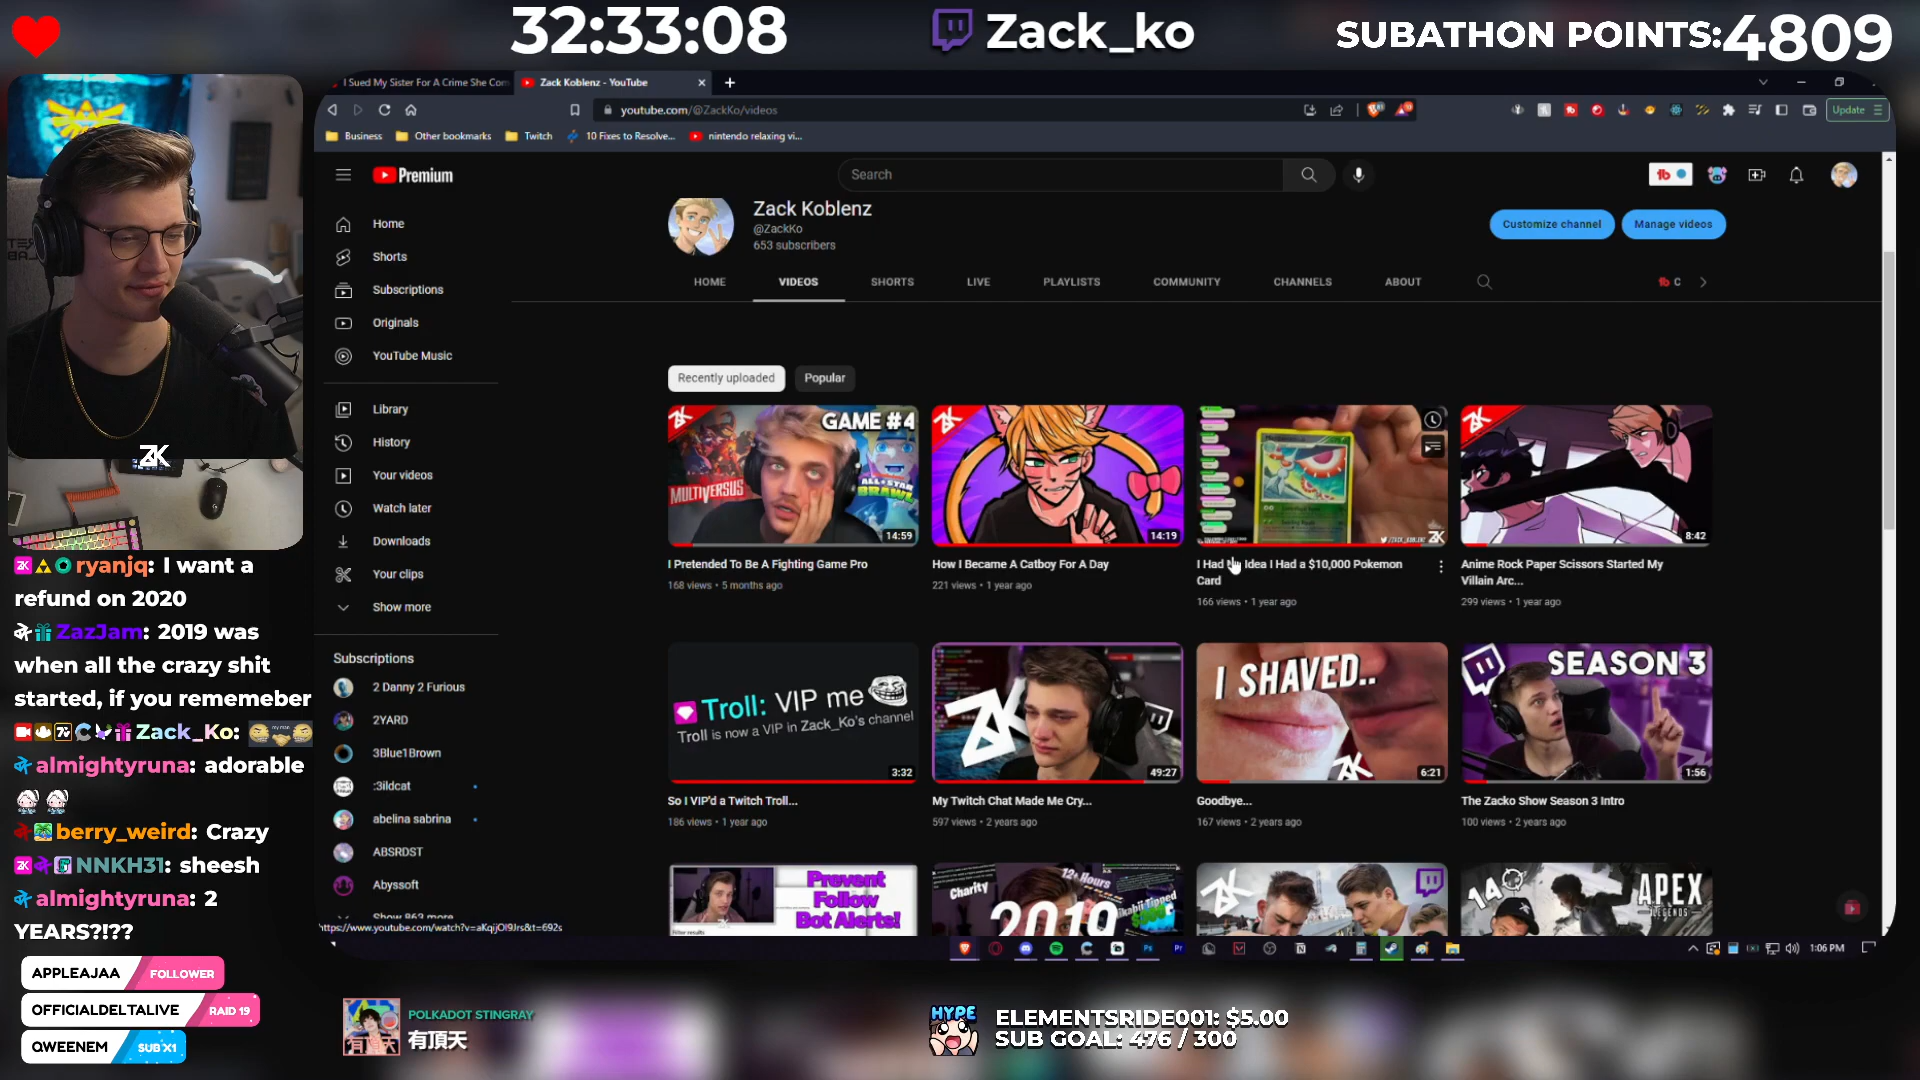 32:33:08
Zack_ko
SUBATHON POINTS:4809
I Sued My Sister For A Crime She Com
Zack Koblenz - YouTube
youtube.com/@ZackKo/videos
Update
Business
Other bookmarks
Twitch
10 Fixes to Resolve...
nintendo relaxing vi...
Premium
Search
Home
Shorts
Subscriptions
Originals
YouTube Music
Library
History
Your videos
Watch later
Downloads
Your clips
Show more
Subscriptions
2 Danny 2 Furious
2YARD
3Blue1Brown
:3ildcat
abelina sabrina
ABSRDST
Abyssoft
Show 863 more
https://www.youtube.com/watch?v=aKqijOI9Jrs&t=692s
Zack Koblenz
@ZackKo
653 subscribers
Customize channel
Manage videos
HOME
VIDEOS
SHORTS
LIVE
PLAYLISTS
COMMUNITY
CHANNELS
ABOUT
Recently uploaded
Popular
GAME #4
MULTIVERSUS
ALL★STAR
BRAWL
14:59
I Pretended To Be A Fighting Game Pro
168 views • 5 months ago
14:19
How I Became A Catboy For A Day
221 views • 1 year ago
I Had Idea I Had a $10,000 Pokemon
Card
166 views • 1 year ago
8:42
Anime Rock Paper Scissors Started My
Villain Arc...
299 views • 1 year ago
Troll: VIP me
Troll is now a VIP in Zack_Ko's channel
3:32
So I VIP'd a Twitch Troll...
186 views • 1 year ago
ZK
49:27
My Twitch Chat Made Me Cry...
597 views • 2 years ago
I SHAVED..
ZK
6:21
Goodbye...
167 views • 2 years ago
SEASON 3
1:56
The Zacko Show Season 3 Intro
100 views • 2 years ago
Prevent
Follow
Bot Alerts!
Charity
12+ Hours
2019
14
APEX
LEGENDS
1:06 PM
ZK
ryanjq: I want a
refund on 2020
ZazJam: 2019 was
when all the crazy shit
started, if you rememeber
Zack_Ko:
almightyruna: adorable
berry_weird: Crazy
NNKH31: sheesh
almightyruna: 2
YEARS?!??
APPLEAJAA FOLLOWER
OFFICIALDELTALIVE RAID 19
QWEENEM SUB X1
POLKADOT STINGRAY
有頂天
HYPE
ELEMENTSRIDE001: $5.00
SUB GOAL: 476 / 300